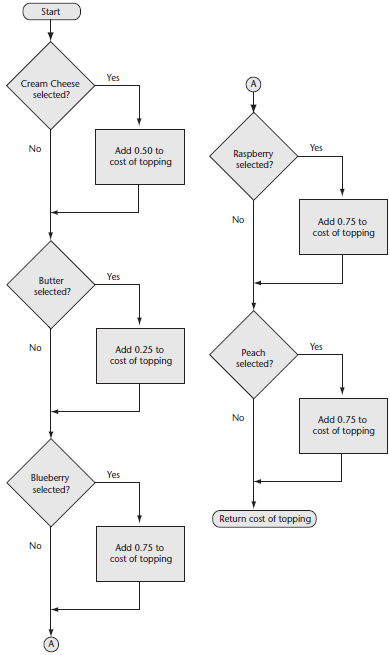 Start
Cream Cheese
selected?
Yes
No
Add 0.50 to
cost of topping
Butter
selected?
Yes
No
Add 0.25 to
cost of topping
Blueberry
selected?
Yes
No
Add 0.75 to
cost of topping
A
A
Raspberry
selected?
Yes
No
Add 0.75 to
cost of topping
Peach
selected?
Yes
No
Add 0.75 to
cost of topping
Return cost of topping